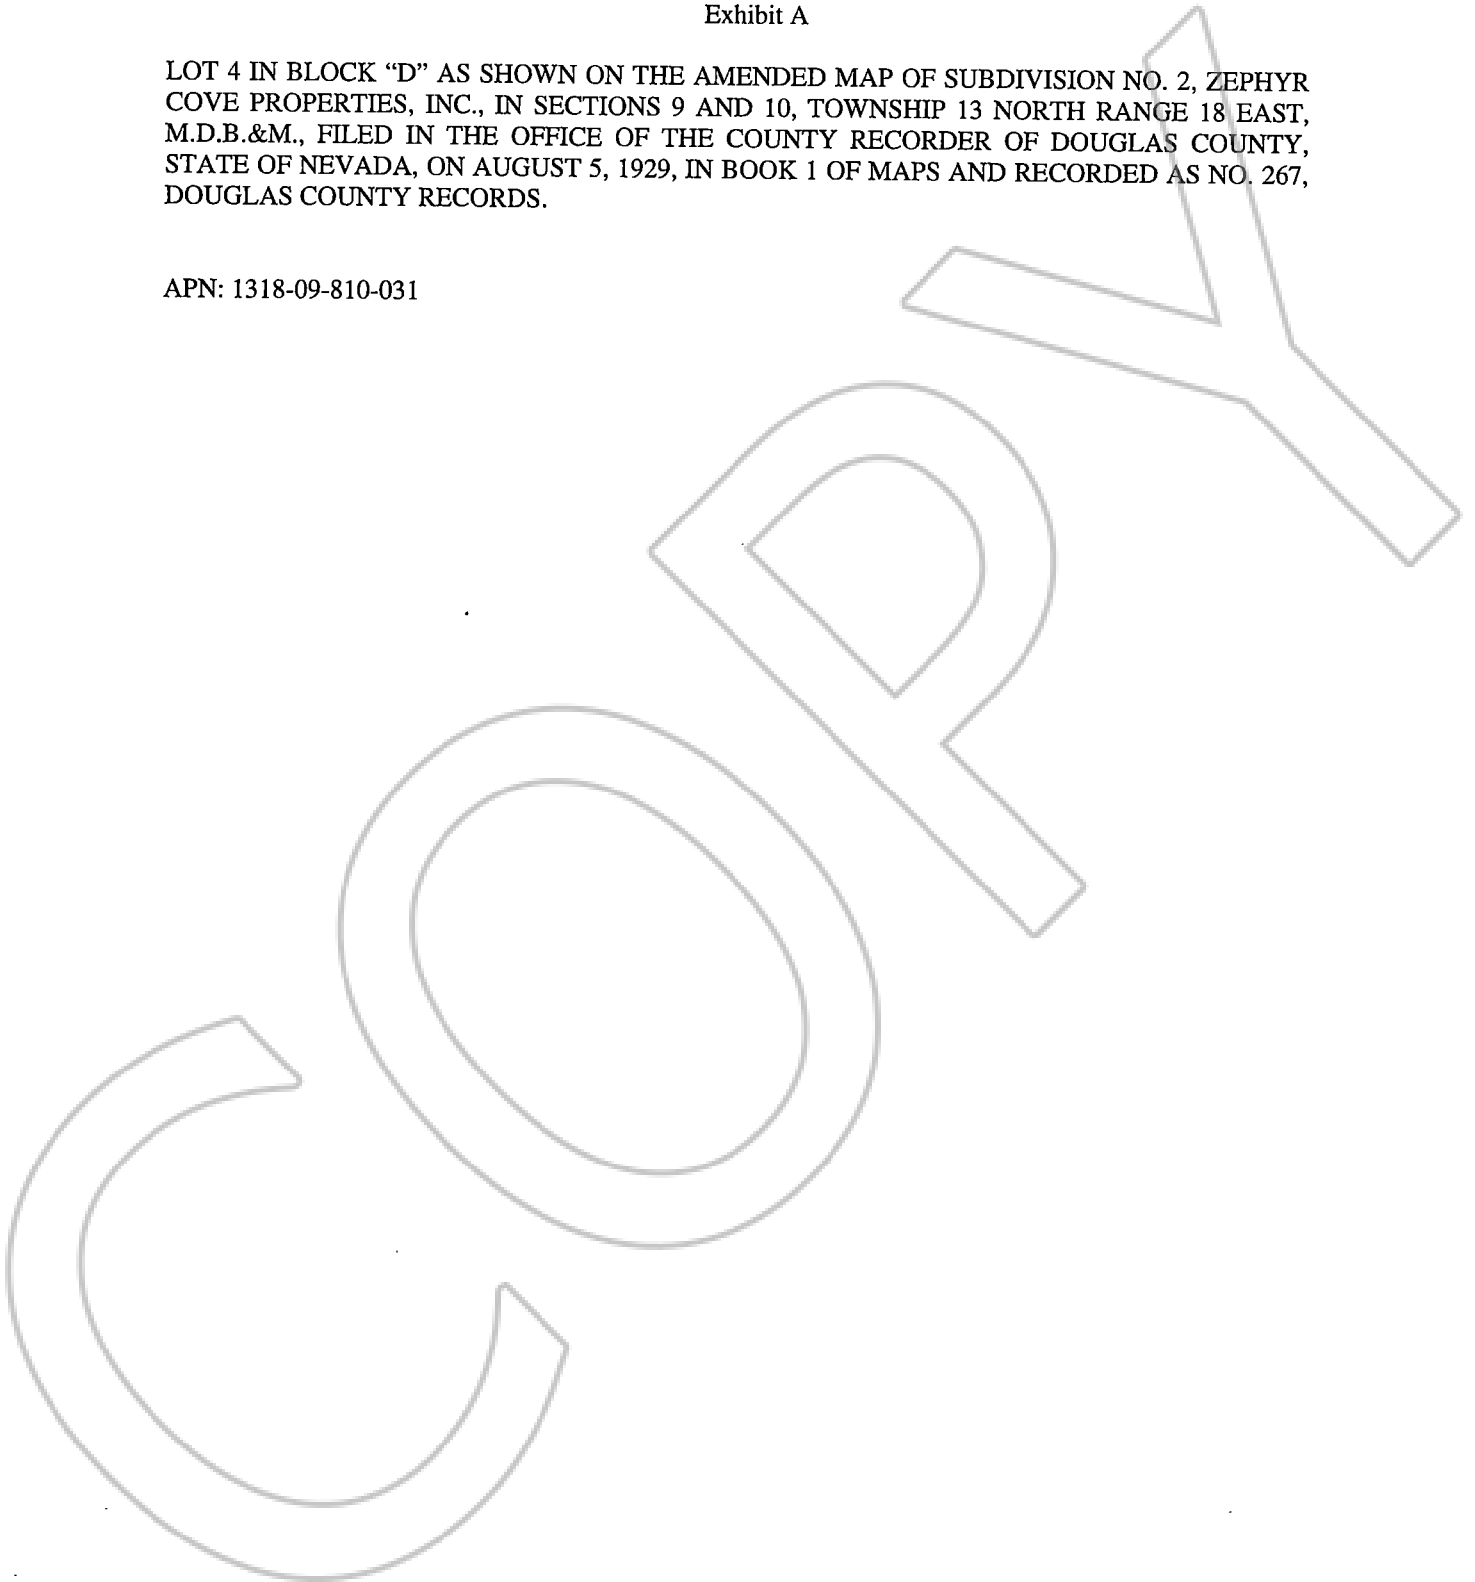 Exhibit A
LOT 4 IN BLOCK “D” AS SHOWN ON THE AMENDED MAP OF SUBDIVISION NO. 2, ZEPHYR
COVE PROPERTIES, INC., IN SECTIONS 9 AND 10, TOWNSHIP 13 NORTH RANGE 18 EAST,
M.D.B.&M., FILED IN THE OFFICE OF THE COUNTY RECORDER OF DOUGLAS COUNTY,
STATE OF NEVADA, ON AUGUST 5, 1929, IN BOOK 1 OF MAPS AND RECORDED AS NO. 267,
DOUGLAS COUNTY RECORDS.
APN: 1318-09-810-031
COPY